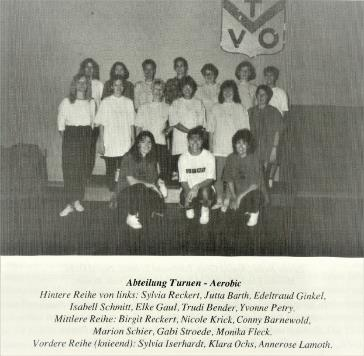 TVO
Abteilung Turnen - Aerobic
Hintere Reihe von links: Sylvia Reckert, Jutta Barth, Edeltraud Ginkel,
Isabell Schmitt, Elke Gaul, Trudi Bender, Yvonne Petry.
Mittlere Reihe: Birgit Reckert, Nicole Krick, Conny Barnewold,
Marion Schier, Gabi Stroede, Monika Fleck.
Vordere Reihe (knieend): Sylvia Iserhardt, Klara Ochs, Annerose Lamoth.